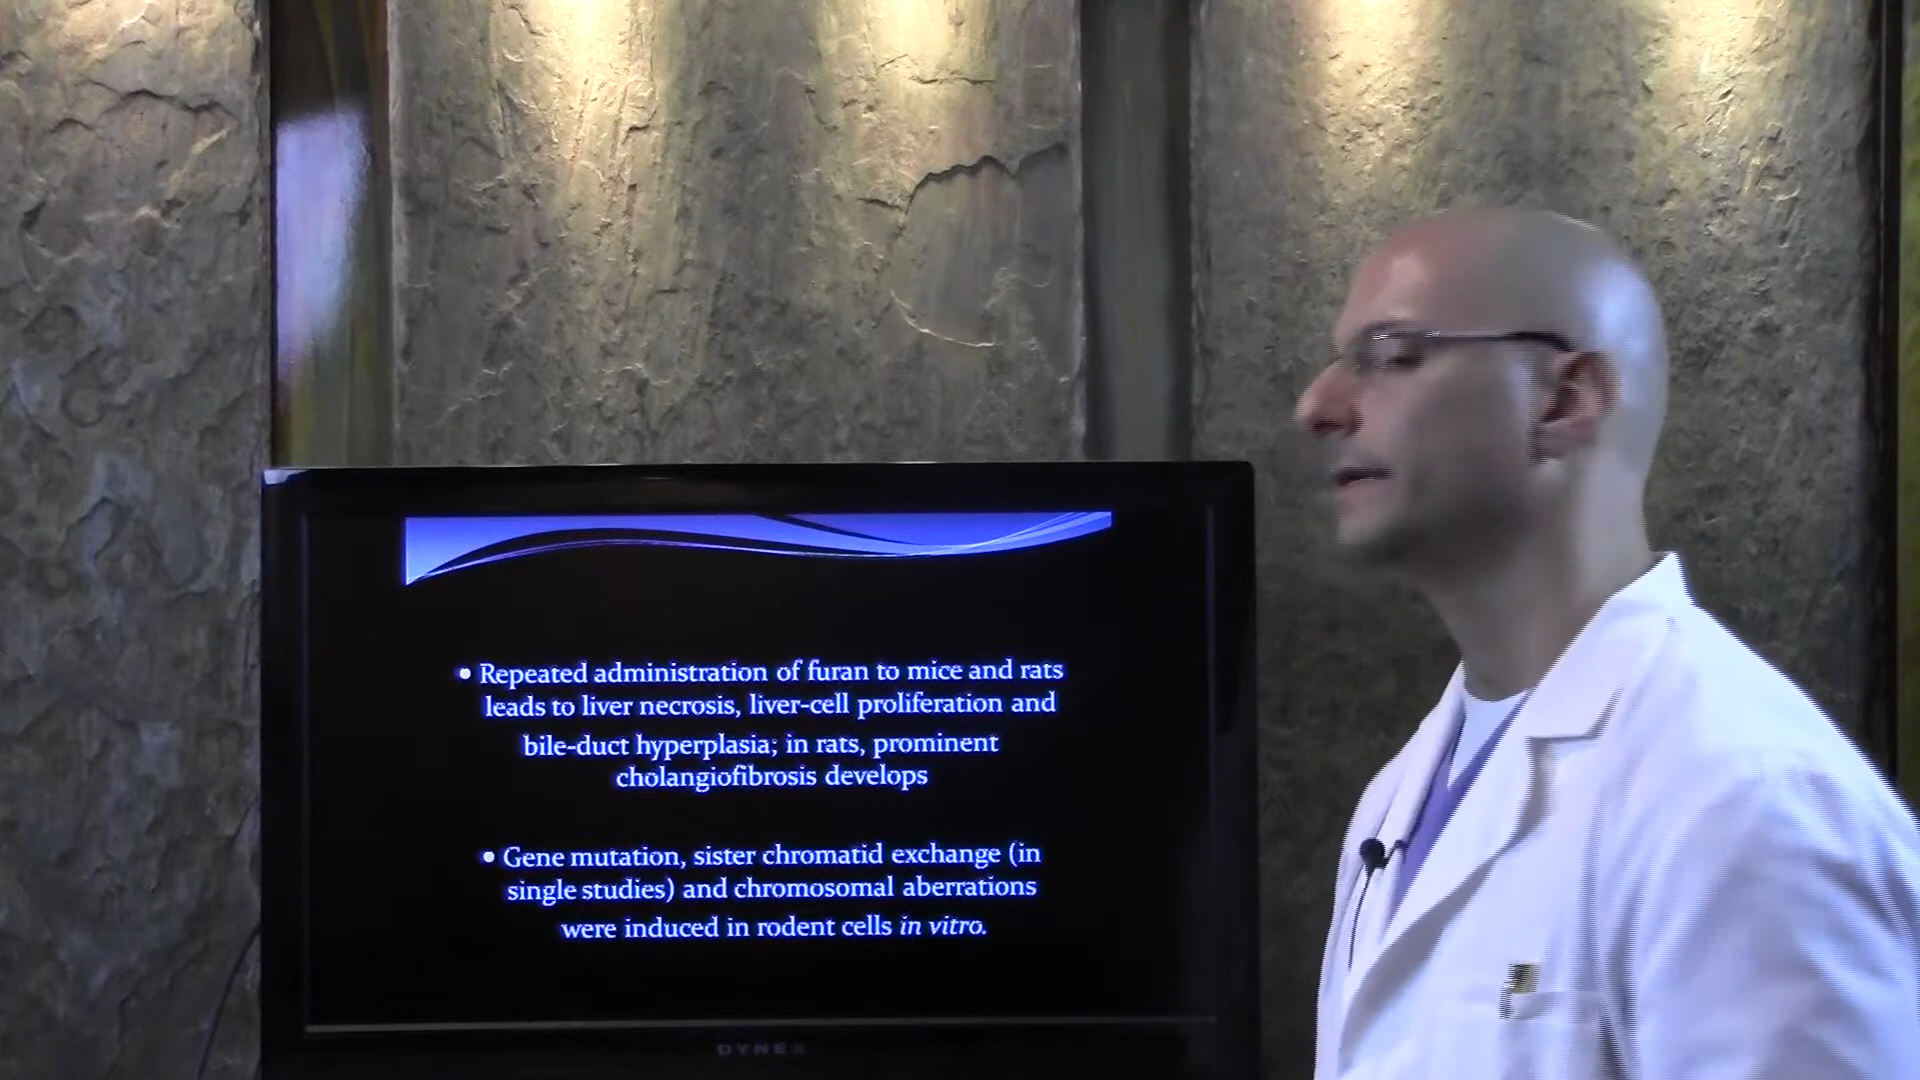 • Repeated administration of furan to mice and rats
leads to liver necrosis, liver-cell proliferation and
bile-duct hyperplasia; in rats, prominent
cholangiofibrosis develops
• Gene mutation, sister chromatid exchange (in
single studies) and chromosomal aberrations
were induced in rodent cells in vitro.
DYNEX